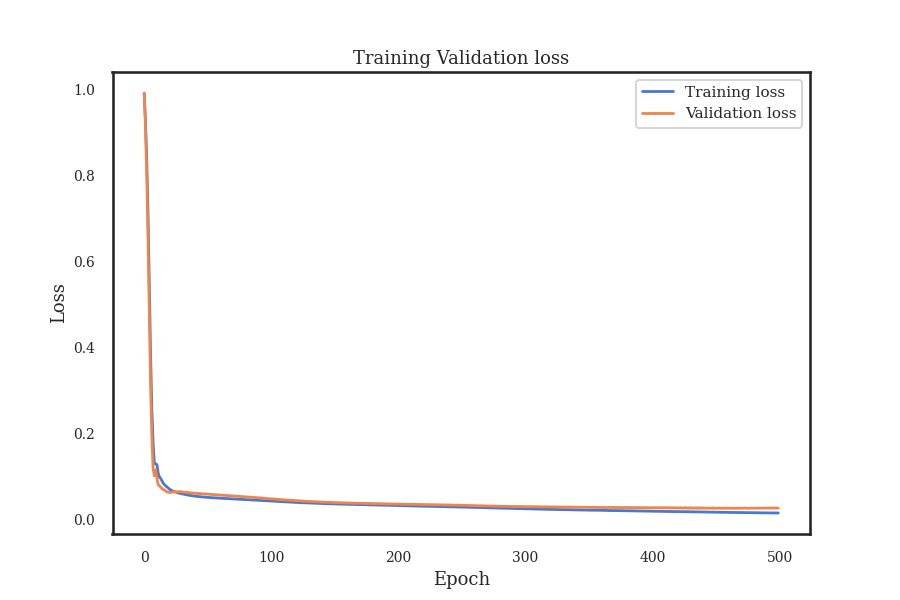 Training Validation loss
Training loss
Validation loss
1.0
0.8
0.6
0.4
0.2
0.0
Loss
0 100 200 300 400 500
Epoch